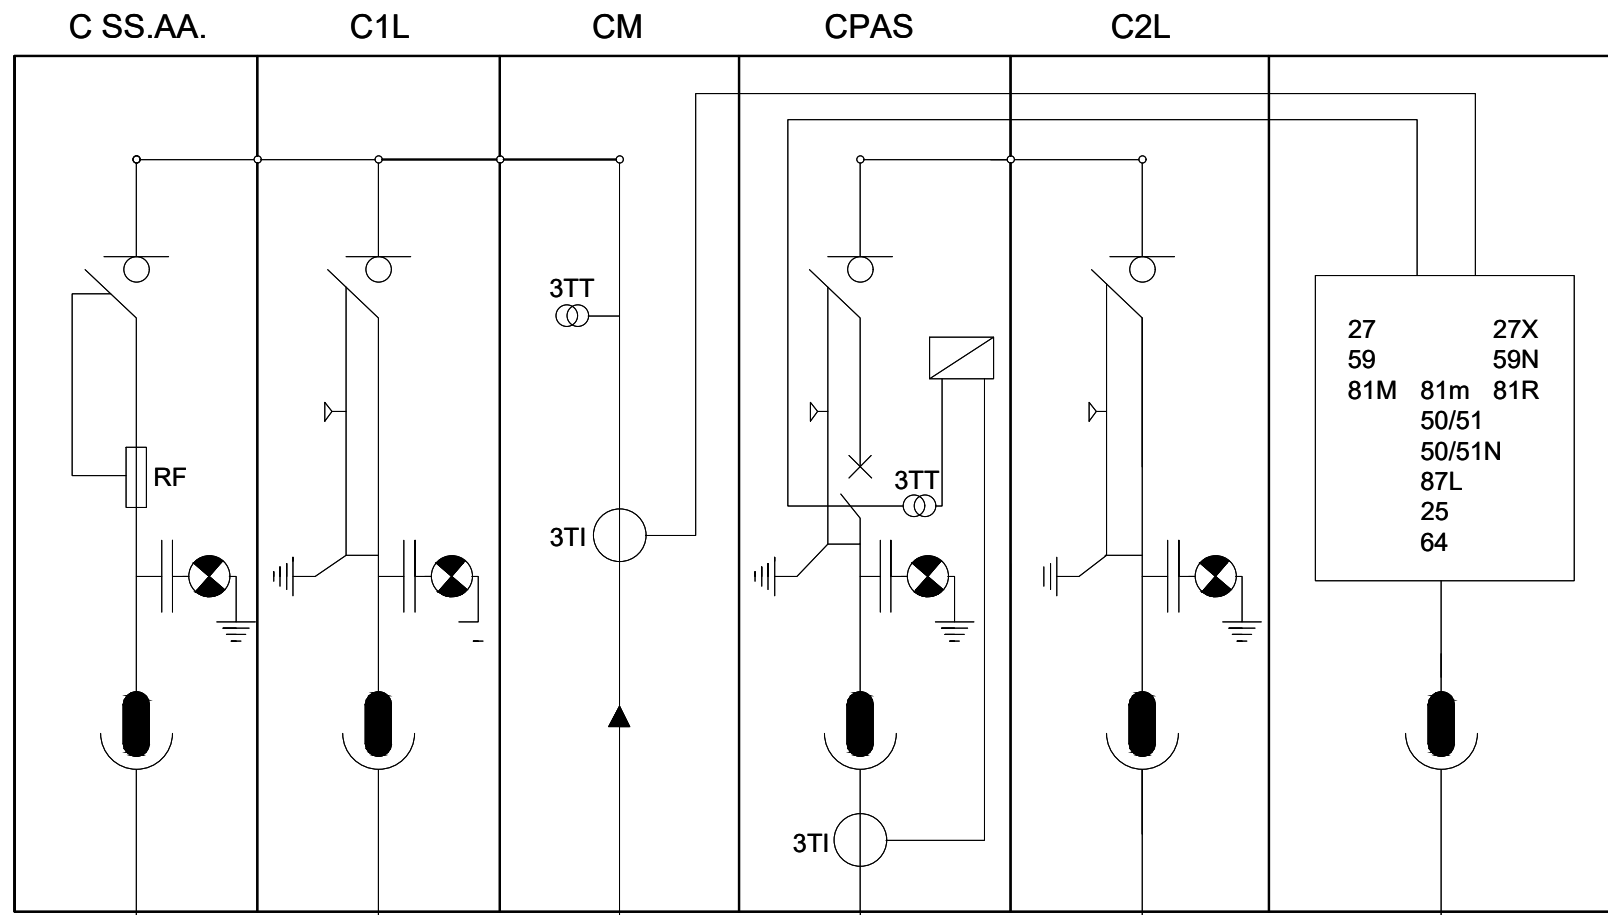 C SS.AA. C1L CM CPAS C2L
3TT
27 27X
59 59N
81M 81m 81R
50/51
50/51N
RF
3TT
87L
25
3TI
64
3TI